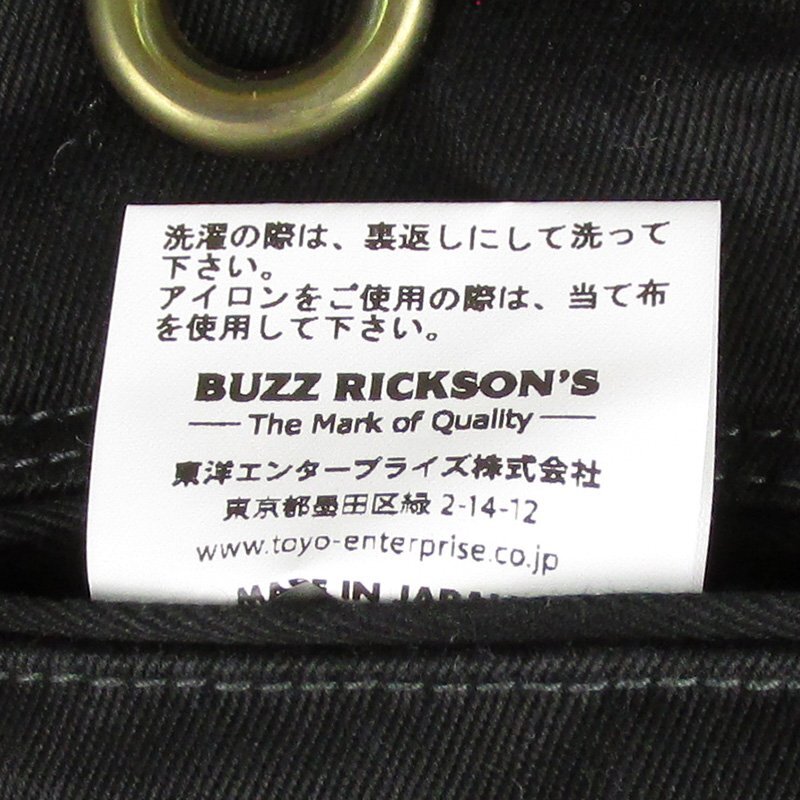 洗濯の際は、裏返しにして洗って
下さい。
アイロンをご使用の際は、当て布
を使用して下さい。
BUZZ RICKSON'S
The Mark of Quality
東洋エンタープライズ株式会社
東京都墨田区緑 2-14-12
www.toyo-enterprise.co.jp
MADE IN JAPAN